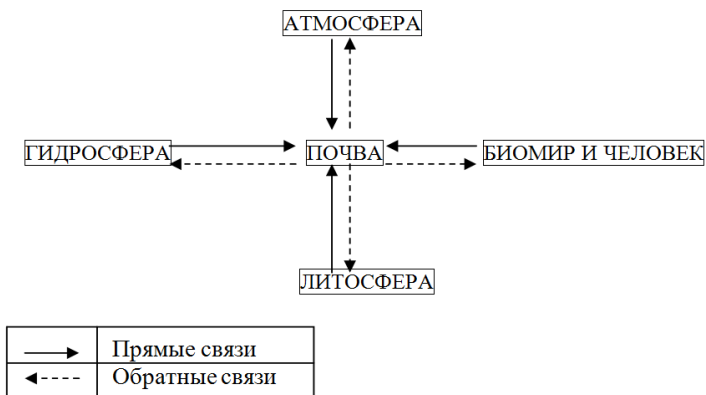 АТМОСФЕРА
ГИДРОСФЕРА ПОЧВА БИОМИР И ЧЕЛОВЕК
ЛИТОСФЕРА
Прямые связи
Обратные связи